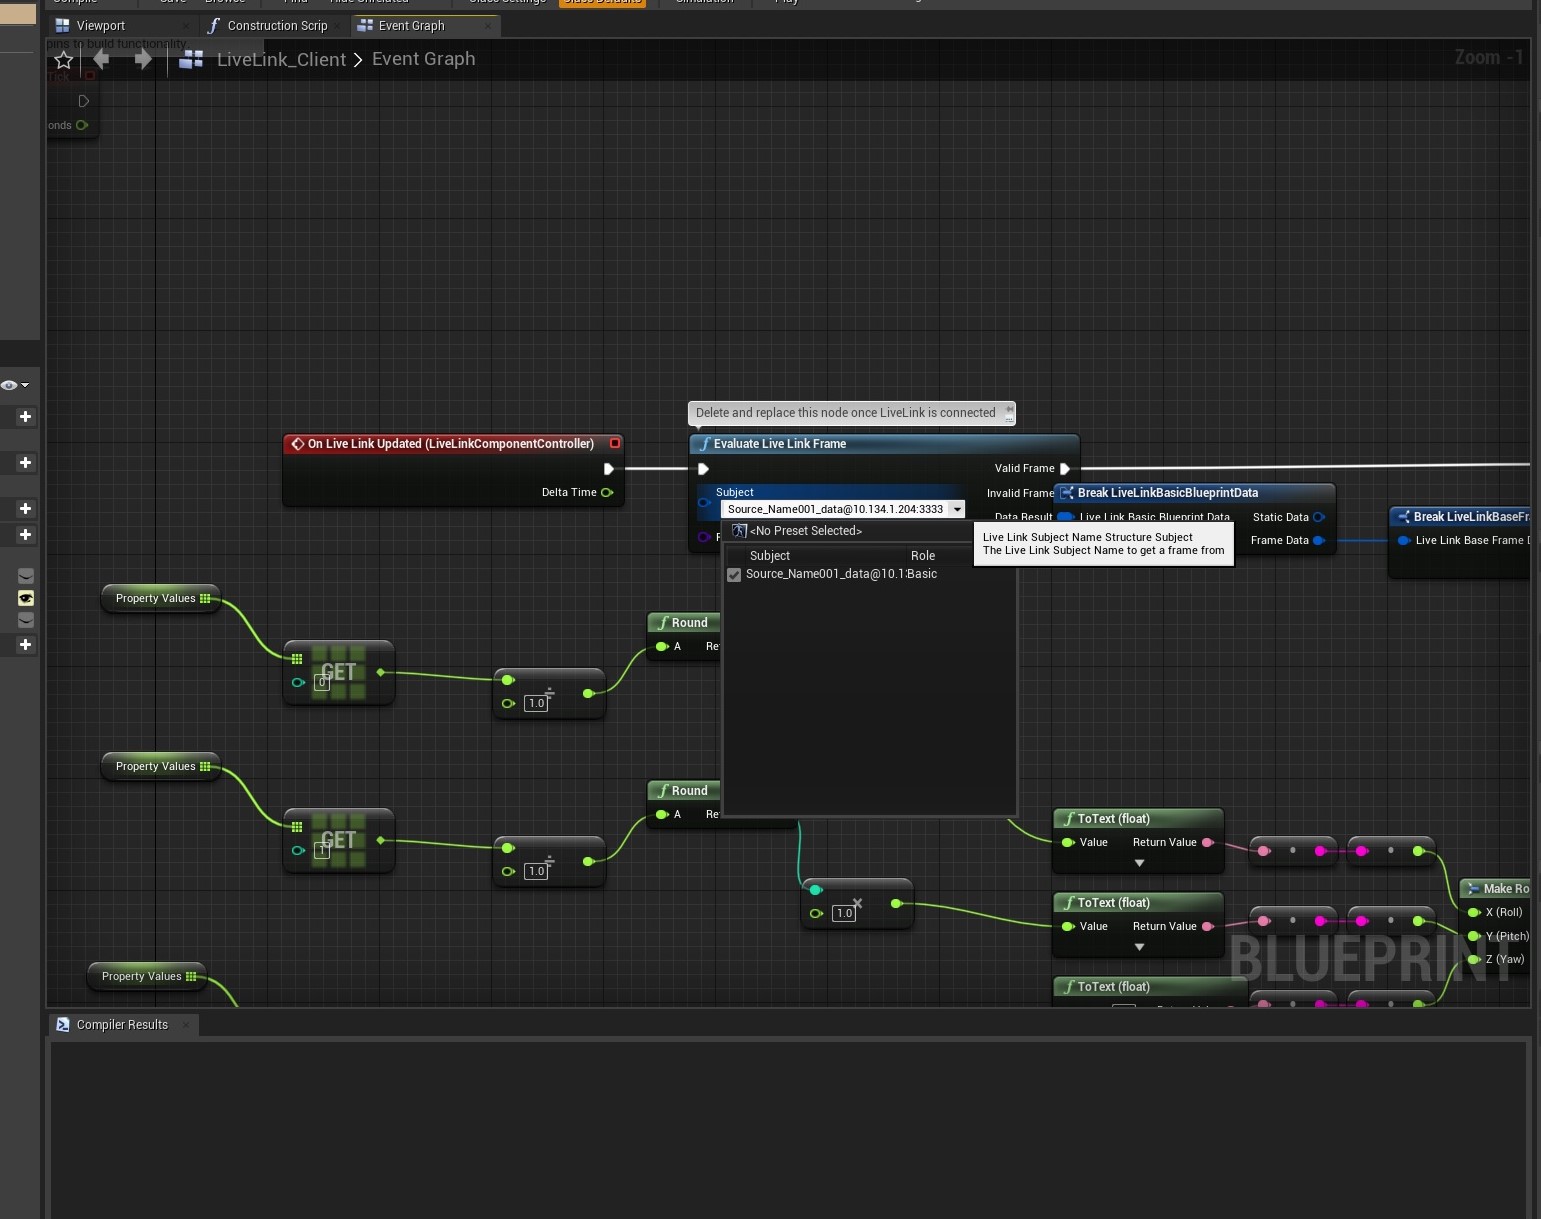 Viewport
Construction Scrip
Event Graph
pins to build functionality.
LiveLink_Client > Event Graph
Zoom -1
Tick
onds
Delete and replace this node once LiveLink is connected
On Live Link Updated (LiveLinkComponentController)
Delta Time
Evaluate Live Link Frame
Valid Frame
Subject
Source_Name001_data@10.134.1.204:3333
Invalid Frame
Data Result
<No Preset Selected>
Subject Role
Source_Name001_data@10.1 Basic
Break LiveLinkBasicBlueprintData
Live Link Basic Blueprint Data
Static Data
Frame Data
Live Link Subject Name Structure Subject
The Live Link Subject Name to get a frame from
Break LiveLinkBaseFr
Live Link Base Frame D
Property Values
GET
0
1.0
Round
A Re
Property Values
GET
1
1.0
Round
A Re
1.0
ToText (float)
Value Return Value
ToText (float)
Value Return Value
ToText (float)
Make Ro
X (Roll)
Y (Pitch)
Z (Yaw)
BLUEPRINT
Property Values
Compiler Results